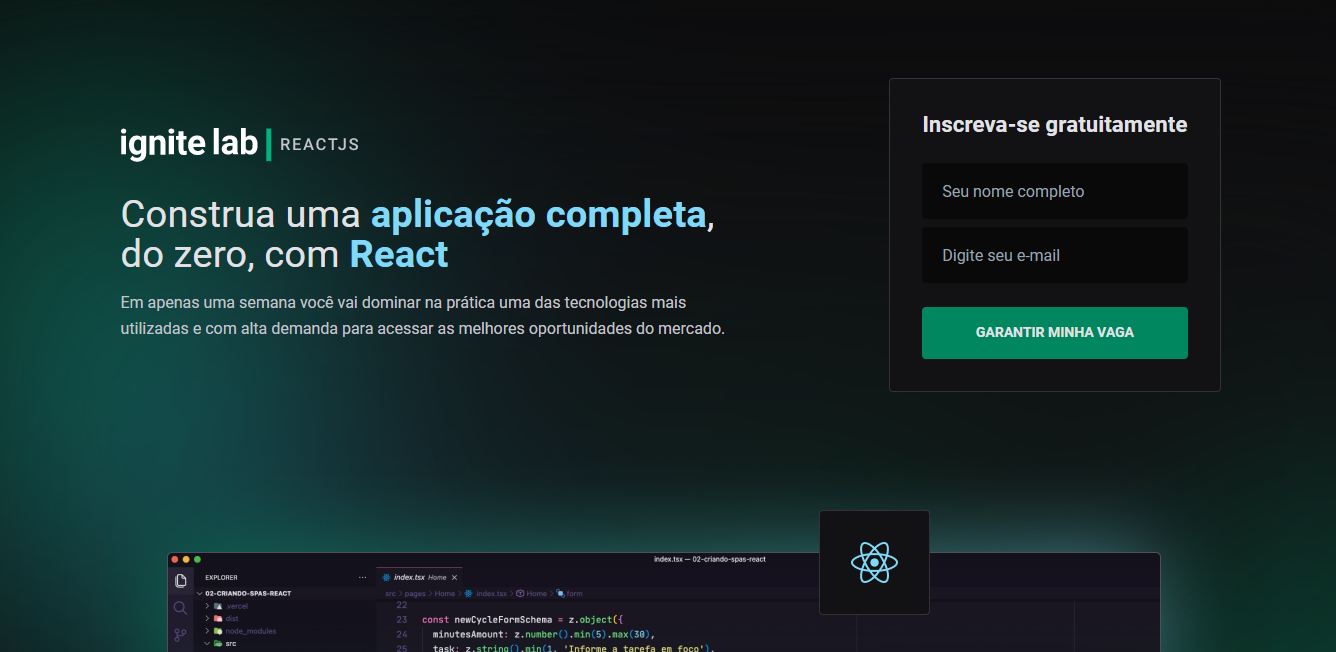 ignite lab | REACTJS
Construa uma aplicação completa,
do zero, com React
Em apenas uma semana você vai dominar na prática uma das tecnologias mais
utilizadas e com alta demanda para acessar as melhores oportunidades do mercado.
Inscreva-se gratuitamente
Seu nome completo
Digite seu e-mail
GARANTIR MINHA VAGA
index.tsx — 02-criando-spas-react
EXPLORER ...
02-CRIANDO-SPAS-REACT
.vercel
dist
node_modules
src
index.tsx Home ×
src > pages > Home > index.tsx > Home > form
22
23 const newCycleFormSchema = z.object({
24 minutesAmount: z.number().min(5).max(30),
25 task: z.string().min(1, 'Informe a tarefa em foco'),